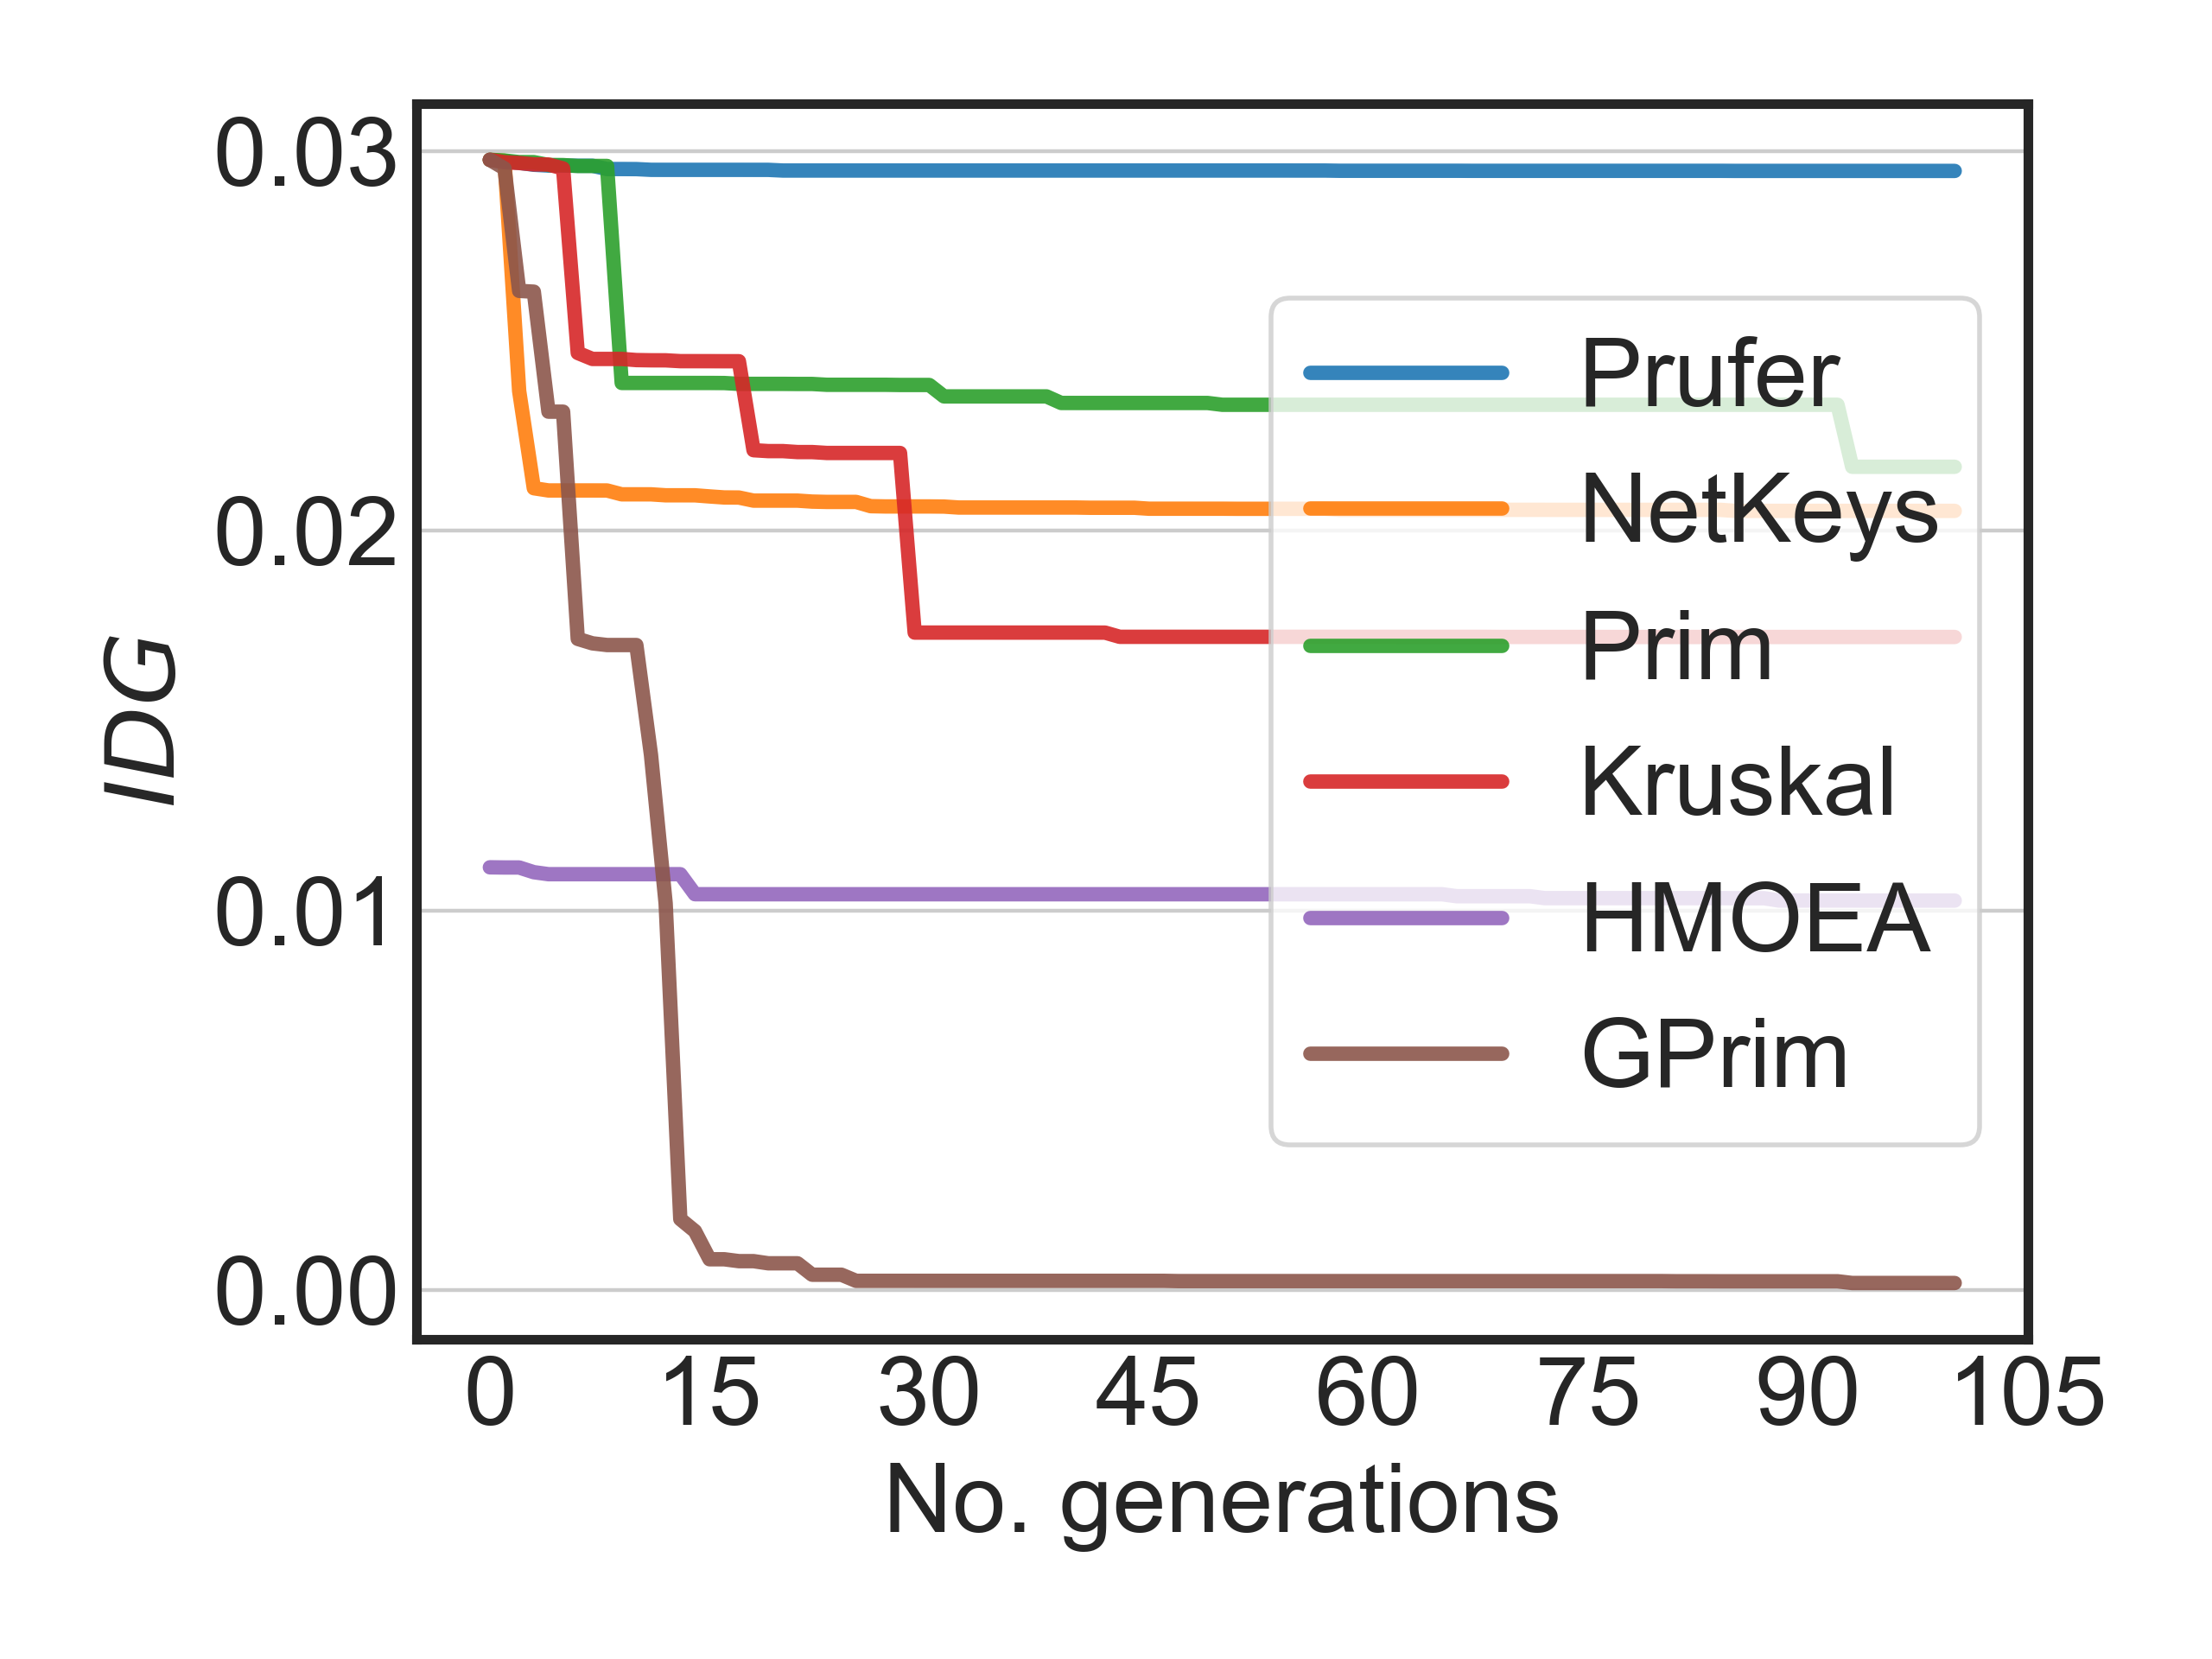 0.03
0.02
0.01
0.00
IDG
0 15 30 45 60 75 90 105
No. generations
Prufer
NetKeys
Prim
Kruskal
HMOEA
GPrim